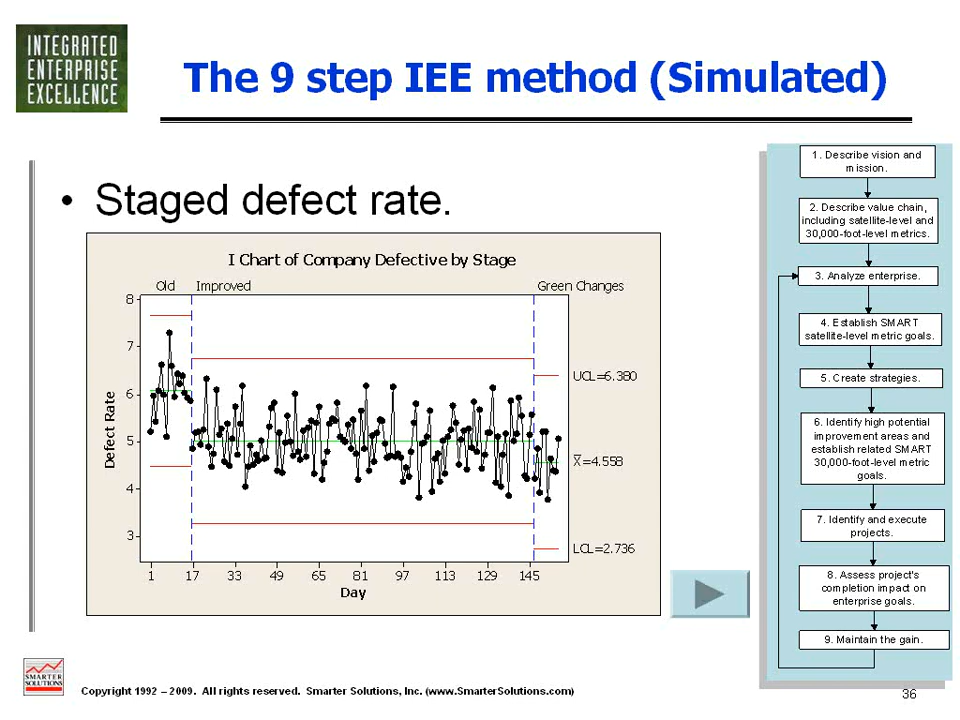 INTEGRATED
ENTERPRISE
EXCELLENCE
The 9 step IEE method (Simulated)
• Staged defect rate.
I Chart of Company Defective by Stage
Old Improved Green Changes
8
7
6
5
4
3
Defect Rate
UCL=6.380
X̄=4.558
LCL=2.736
1 17 33 49 65 81 97 113 129 145
Day
1. Describe vision and
mission.
2. Describe value chain,
including satellite-level and
30,000-foot-level metrics.
3. Analyze enterprise.
4. Establish SMART
satellite-level metric goals.
5. Create strategies.
6. Identify high potential
improvement areas and
establish related SMART
30,000-foot-level metric
goals.
7. Identify and execute
projects.
8. Assess project's
completion impact on
enterprise goals.
9. Maintain the gain.
SMARTER
SOLUTIONS
Copyright 1992 – 2009. All rights reserved. Smarter Solutions, Inc. (www.SmarterSolutions.com)
36